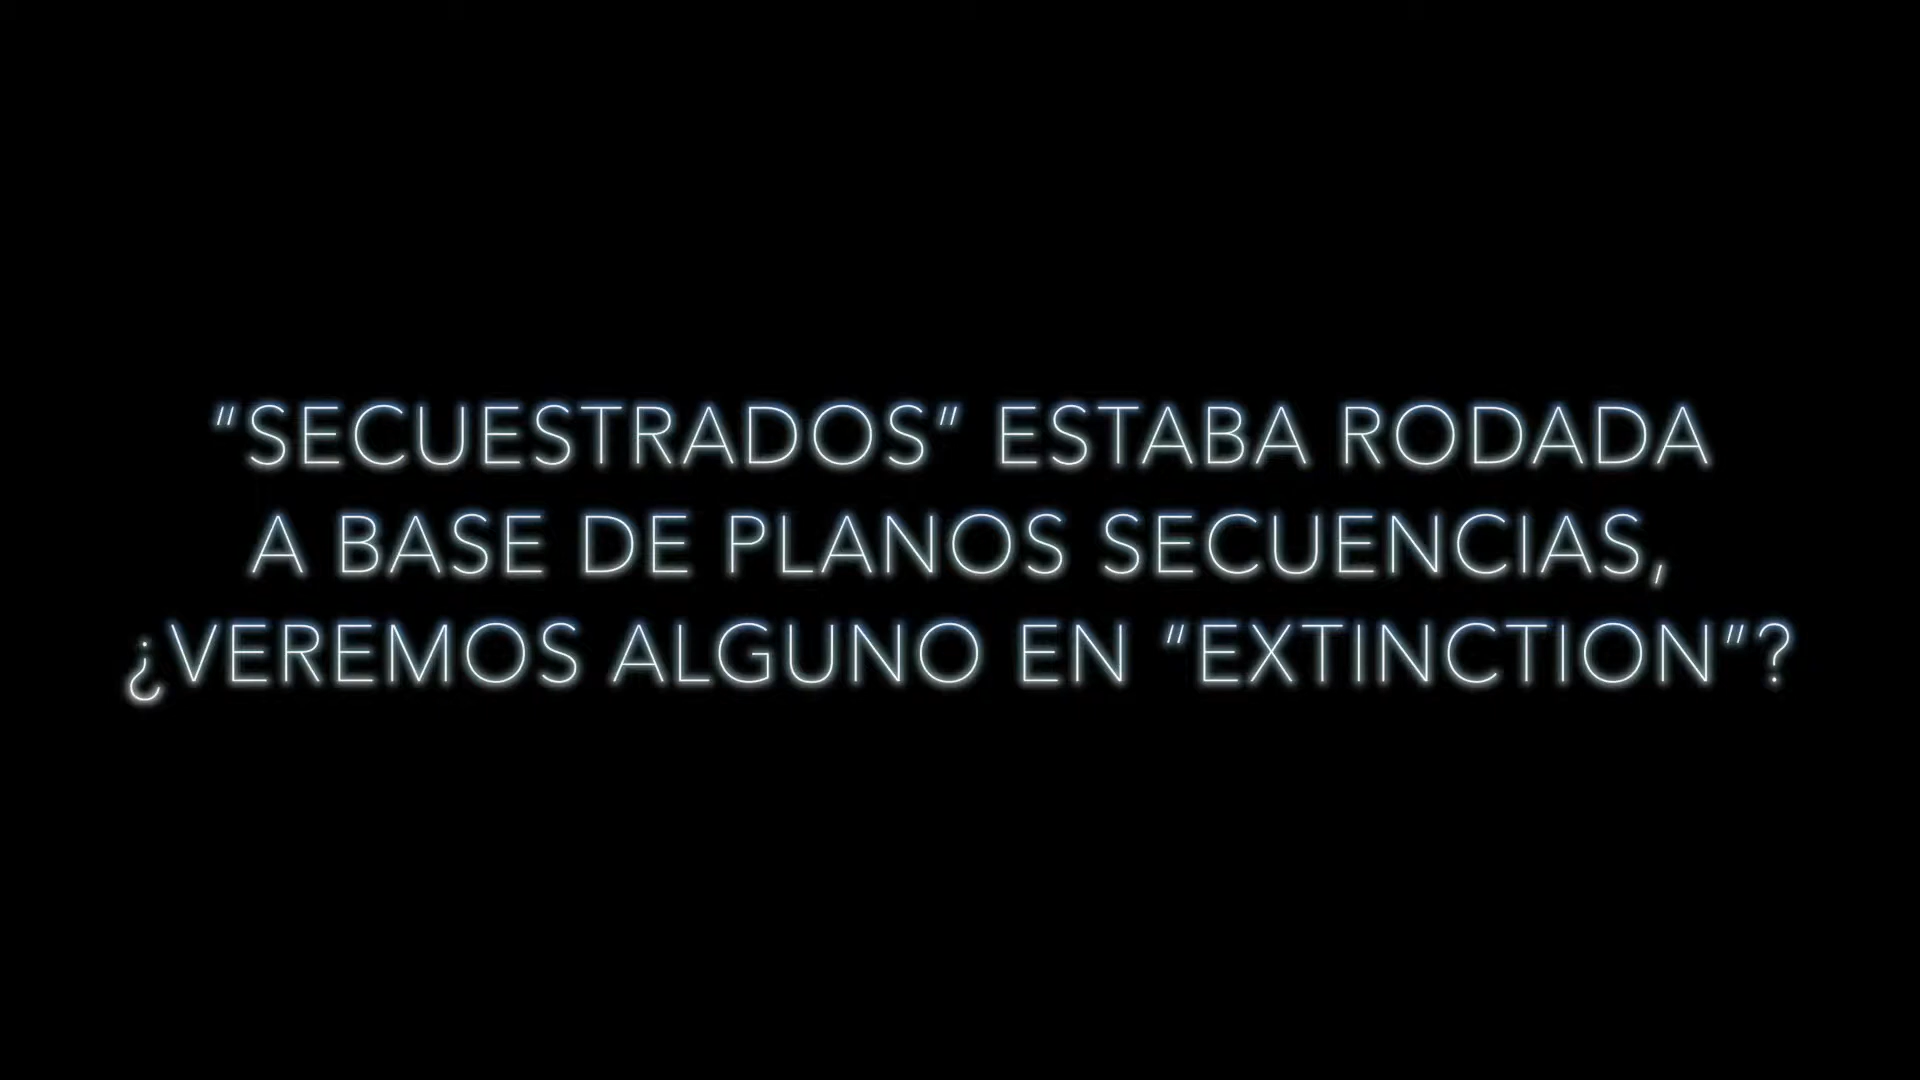 “SECUESTRADOS” ESTABA RODADA
A BASE DE PLANOS SECUENCIAS,
¿VEREMOS ALGUNO EN “EXTINCTION”?